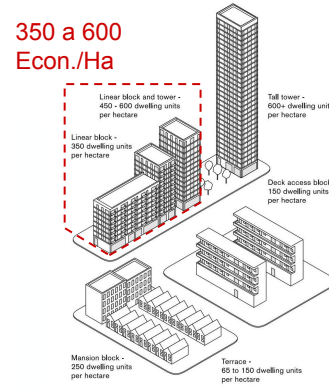 350 a 600
Econ./Ha
Linear block and tower -
450 - 600 dwelling units
per hectare
Tall tower -
600+ dwelling unit
per hectare
Linear block -
350 dwelling units
per hectare
Deck access block
150 dwelling units
per hectare
Mansion block -
250 dwelling units
per hectare
Terrace -
65 to 150 dwelling units
per hectare